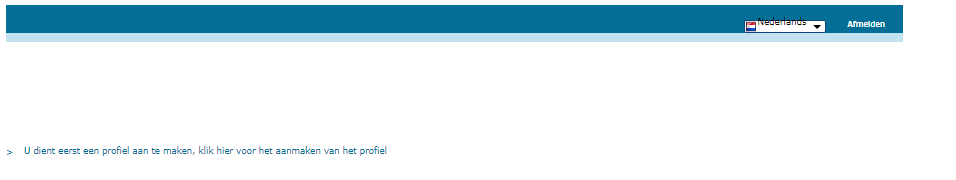 Nederlands
Afmelden
> U dient eerst een profiel aan te maken, klik hier voor het aanmaken van het profiel